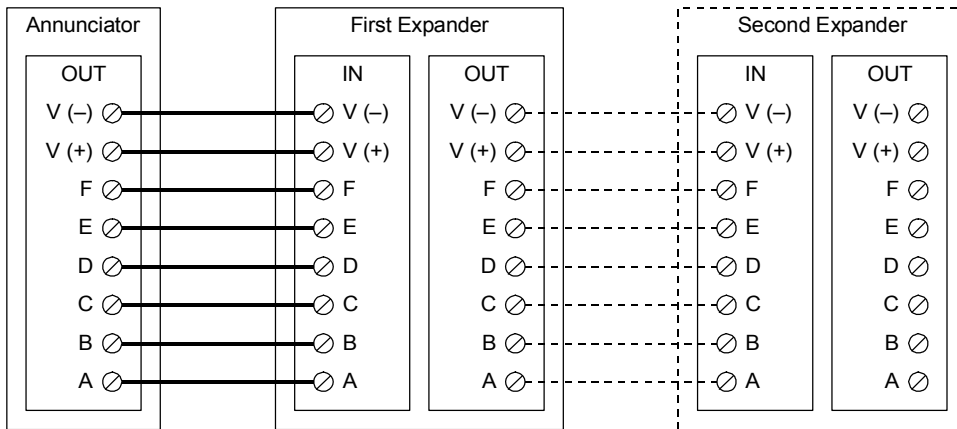 Annunciator First Expander Second Expander
OUT IN OUT IN OUT
V (–) V (–) V (–) V (–) V (–)
V (+) V (+) V (+) V (+) V (+)
F F F F F
E E E E E
D D D D D
C C C C C
B B B B B
A A A A A